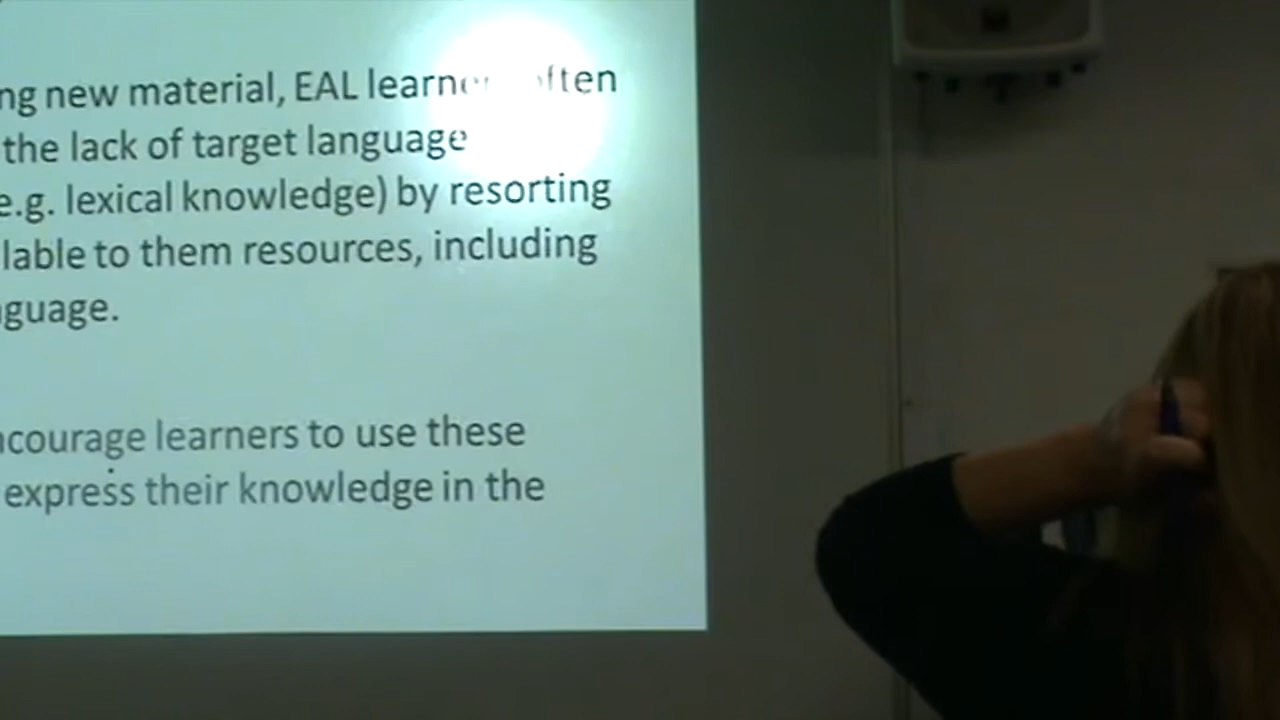 ng new material, EAL learner often
the lack of target language
e.g. lexical knowledge) by resorting
lable to them resources, including
guage.
courage learners to use these
express their knowledge in the